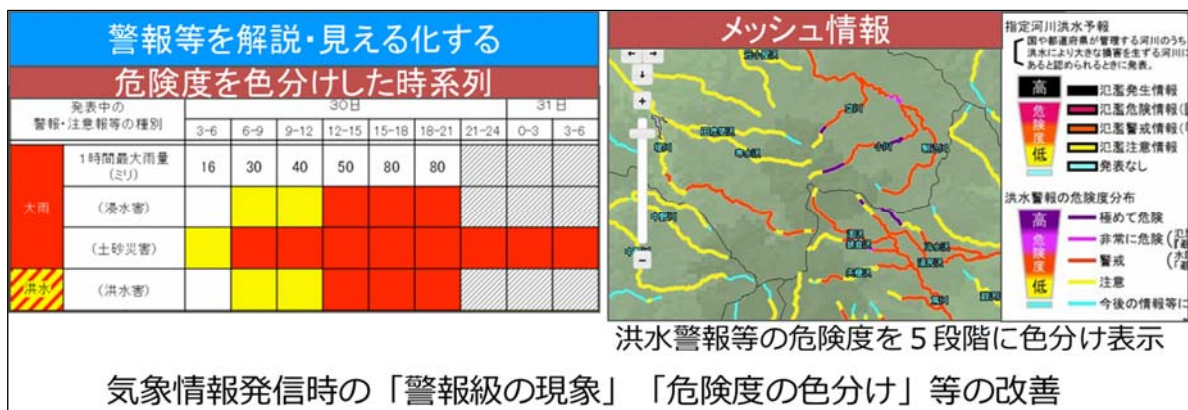 警報等を解説・見える化する
危険度を色分けした時系列
発表中の
警報・注意報等の種別
30日
31日
3-6
6-9
9-12
12-15
15-18
18-21
21-24
0-3
3-6
大雨
1時間最大雨量
(ミリ)
16
30
40
50
80
80
(浸水害)
(土砂災害)
洪水
(洪水害)
メッシュ情報
小川
中野川
指定河川洪水予報
国や都道府県が管理する河川のうち
洪水により大きな損害を生ずる河川に
あると認められるときに発表。
高
危険度
低
氾濫発生情報
氾濫危険情報
氾濫警戒情報
氾濫注意情報
発表なし
洪水警報の危険度分布
高
危険度
低
極めて危険
非常に危険
警戒
注意
今後の情報等に
洪水警報等の危険度を5段階に色分け表示
気象情報発信時の「警報級の現象」「危険度の色分け」等の改善